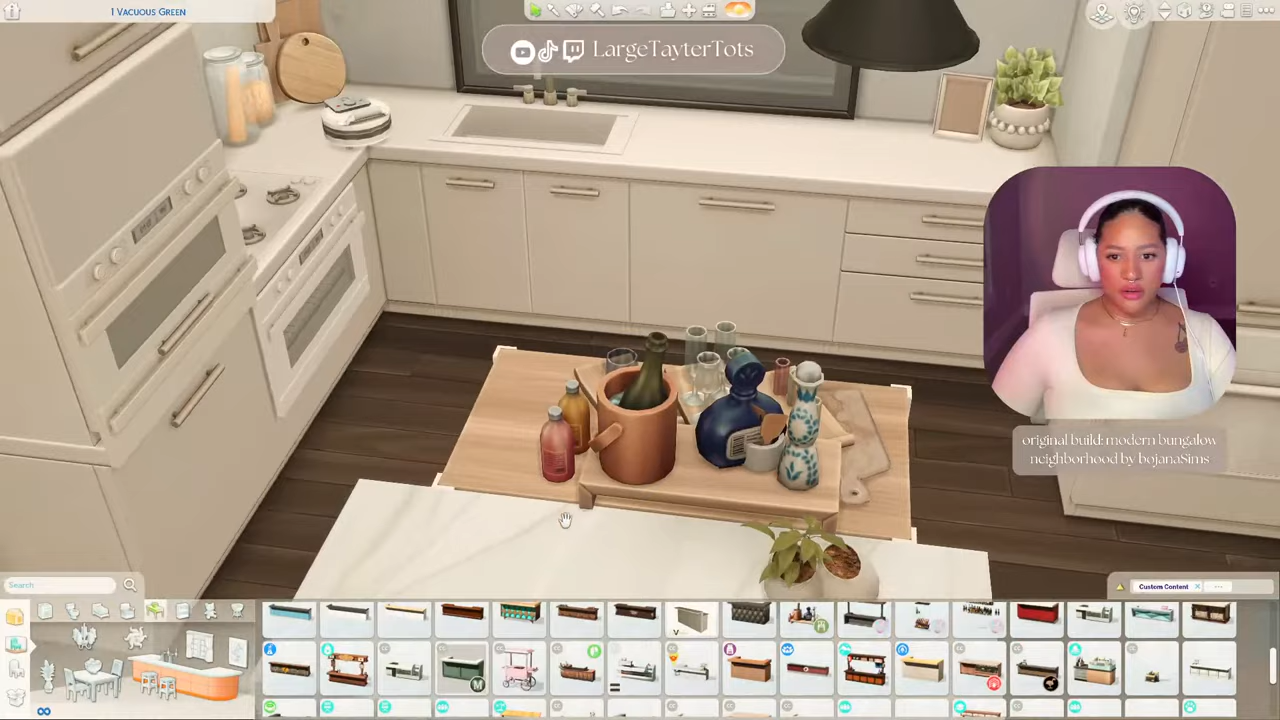 1 Vacuous Green
LargeTayterTots
original build: modern bungalow
neighborhood by bojanaSims
Search
Custom Content